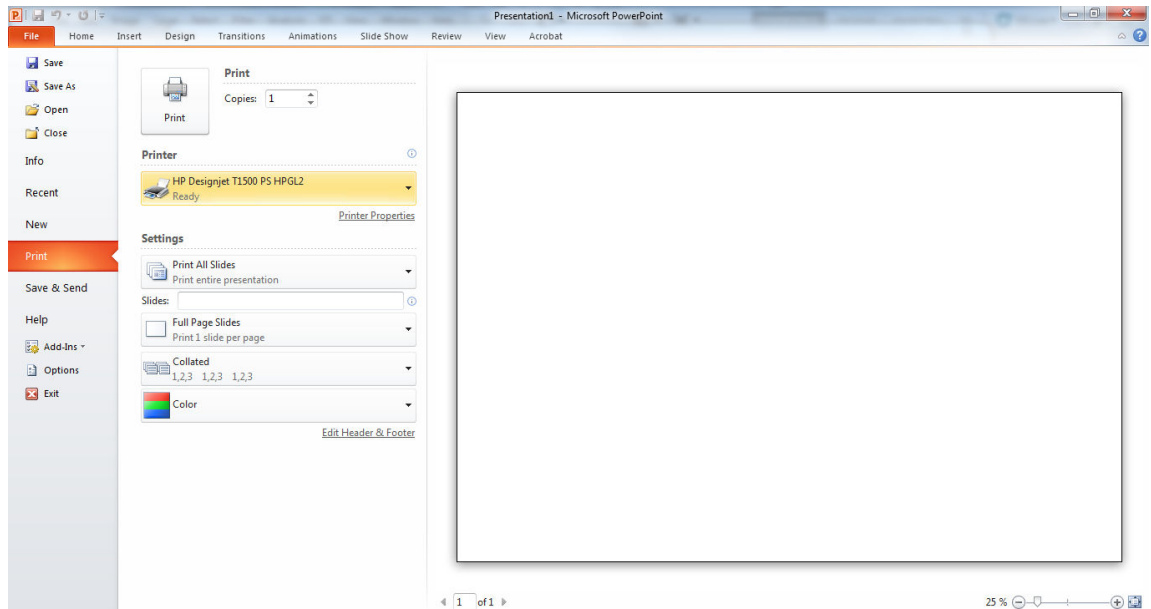 Presentation1 - Microsoft PowerPoint
File Home Insert Design Transitions Animations Slide Show Review View Acrobat
Save
Save As
Open
Close
Info
Recent
New
Print
Save & Send
Help
Add-Ins
Options
Exit
Print
Print
Copies: 1
Printer
HP Designjet T1500 PS HPGL2
Ready
Printer Properties
Settings
Print All Slides
Print entire presentation
Slides:
Full Page Slides
Print 1 slide per page
Collated
1,2,3 1,2,3 1,2,3
Color
Edit Header & Footer
1 of 1
25 %